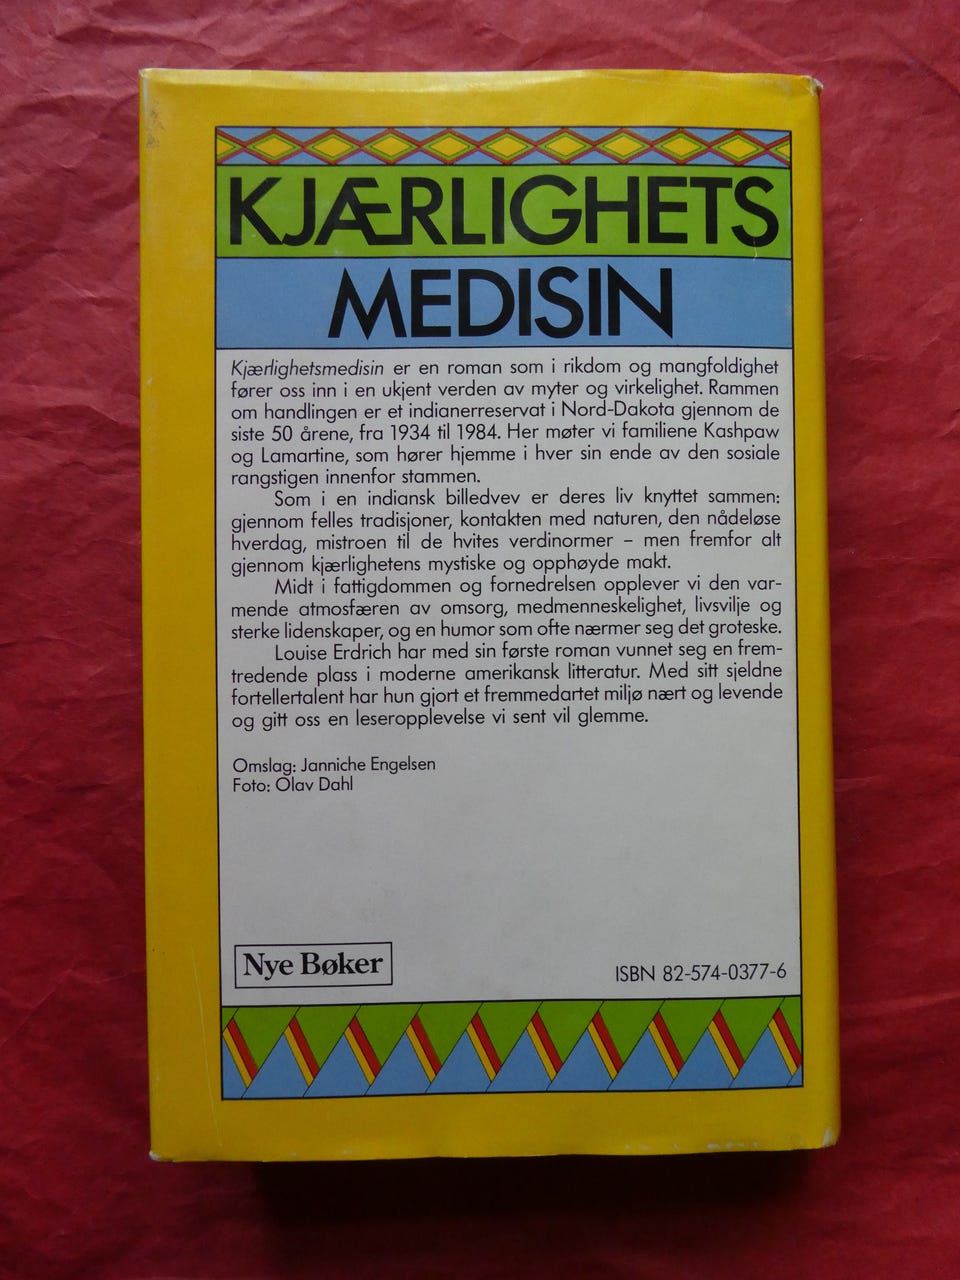 KJÆRLIGHETS
MEDISIN
Kjærlighetsmedisin er en roman som i rikdom og mangfoldighet
fører oss inn i en ukjent verden av myter og virkelighet. Rammen
om handlingen er et indianerreservat i Nord-Dakota gjennom de
siste 50 årene, fra 1934 til 1984. Her møter vi familiene Kashpaw
og Lamartine, som hører hjemme i hver sin ende av den sosiale
rangstigen innenfor stammen.
Som i en indiansk billedvev er deres liv knyttet sammen:
gjennom felles tradisjoner, kontakten med naturen, den nådeløse
hverdag, mistroen til de hvites verdinormer – men fremfor alt
gjennom kjærlighetens mystiske og opphøyde makt.
Midt i fattigdommen og fornedrelsen opplever vi den var-
mende atmosfæren av omsorg, medmenneskelighet, livsvilje og
sterke lidenskaper, og en humor som ofte nærmer seg det groteske.
Louise Erdrich har med sin første roman vunnet seg en frem-
tredende plass i moderne amerikansk litteratur. Med sitt sjeldne
fortellertalent har hun gjort et fremmedartet miljø nært og levende
og gitt oss en leseropplevelse vi sent vil glemme.
Omslag: Janniche Engelsen
Foto: Olav Dahl
Nye Bøker
ISBN 82-574-0377-6